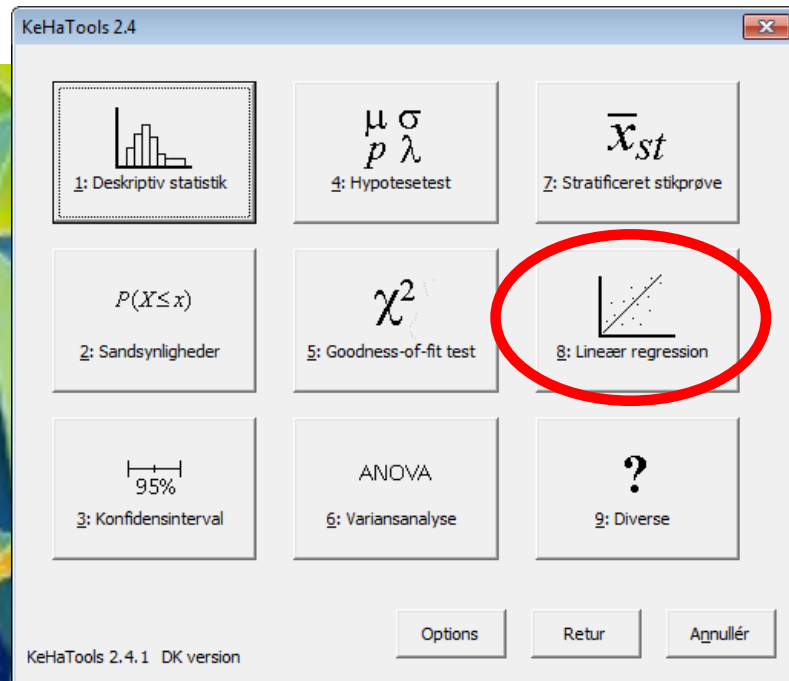 KeHaTools 2.4
1: Deskriptiv statistik
μ σ
p λ
4: Hypotesetest
x̅st
7: Stratificeret stikprøve
P(X≤x)
2: Sandsynligheder
χ²
5: Goodness-of-fit test
8: Lineær regression
95%
3: Konfidensinterval
ANOVA
6: Variansanalyse
?
9: Diverse
Options
Retur
Annullér
KeHaTools 2.4.1 DK version